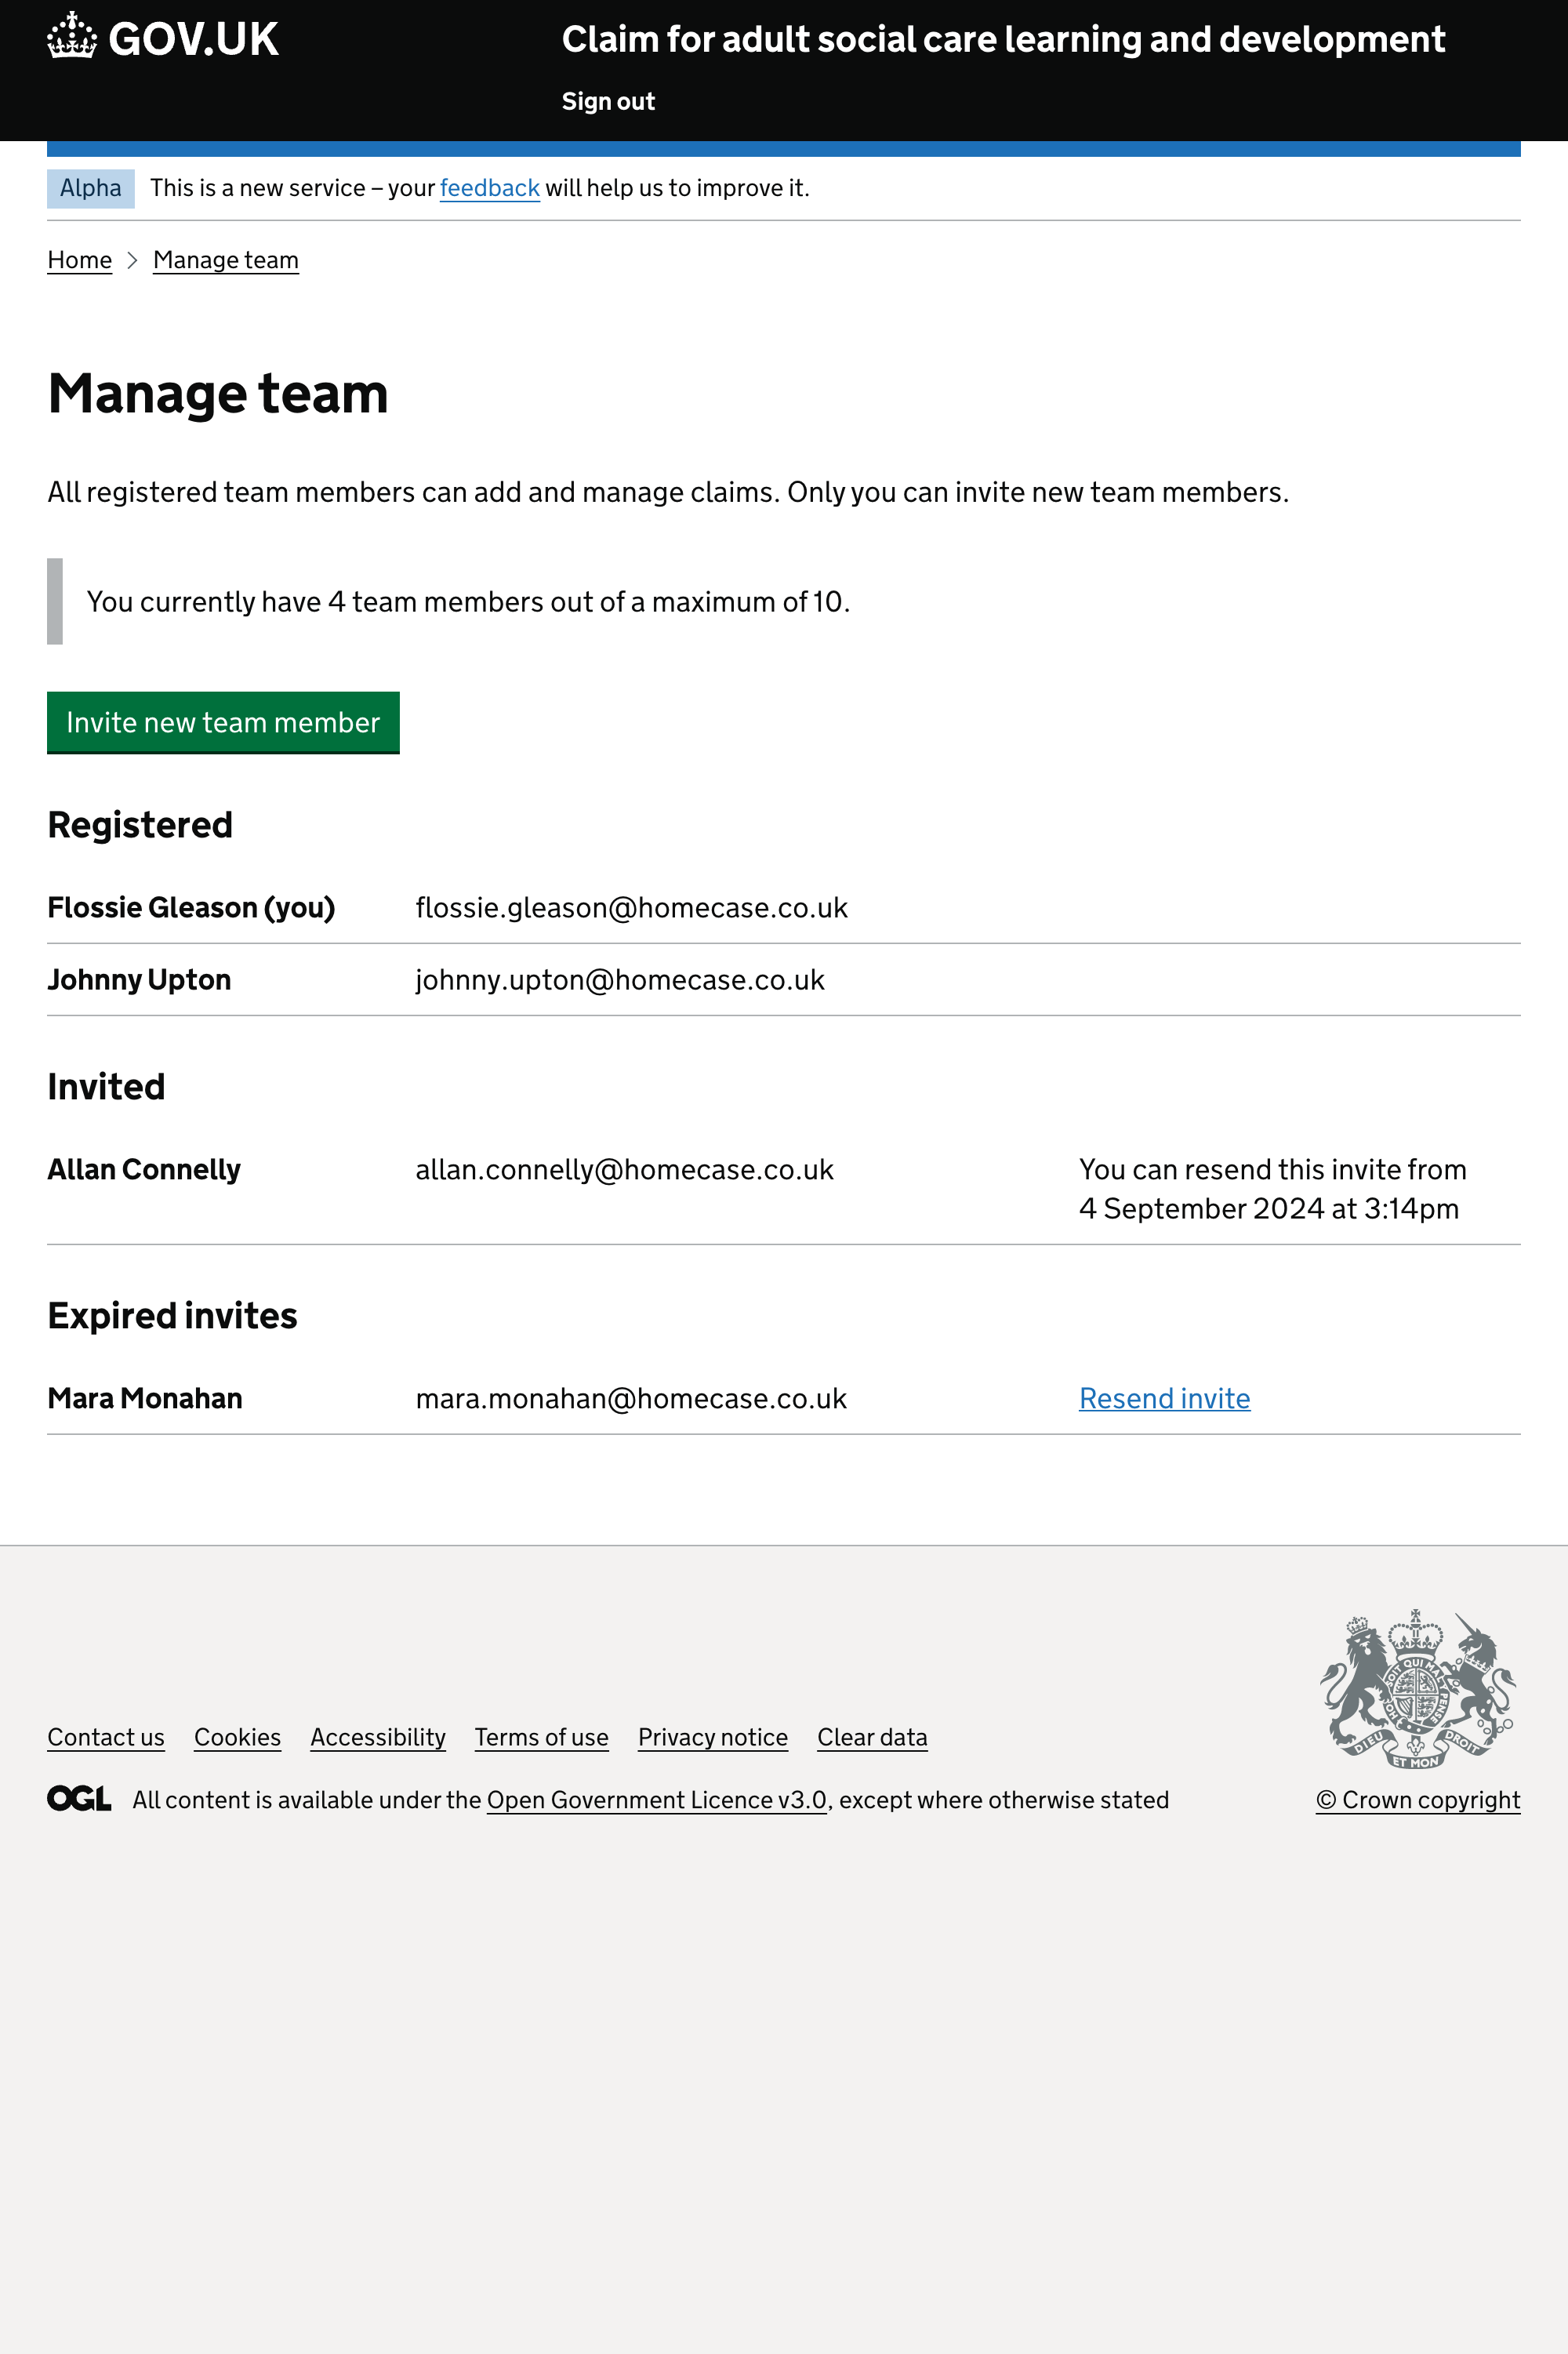 GOV.UK
Claim for adult social care learning and development
Sign out
Alpha This is a new service – your feedback will help us to improve it.
Home Manage team
Manage team
All registered team members can add and manage claims. Only you can invite new team members.
You currently have 4 team members out of a maximum of 10.
Invite new team member
Registered
Flossie Gleason (you) flossie.gleason@homecase.co.uk
Johnny Upton johnny.upton@homecase.co.uk
Invited
Allan Connelly allan.connelly@homecase.co.uk You can resend this invite from
4 September 2024 at 3:14pm
Expired invites
Mara Monahan mara.monahan@homecase.co.uk Resend invite
Contact us Cookies Accessibility Terms of use Privacy notice Clear data
DIEU ET MON DROIT
OGL All content is available under the Open Government Licence v3.0, except where otherwise stated
© Crown copyright